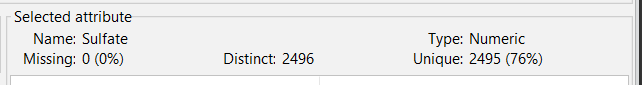 Selected attribute
Name: Sulfate Type: Numeric
Missing: 0 (0%) Distinct: 2496 Unique: 2495 (76%)